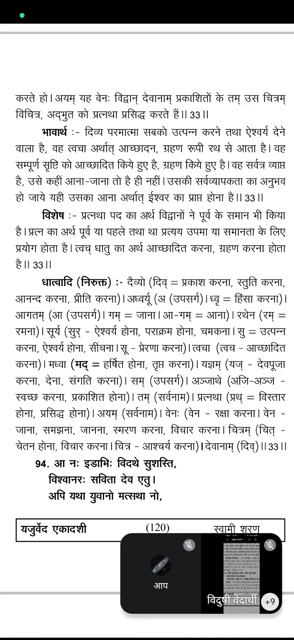 करते हो। अयम् यह वेनः विद्वान् देवानाम् प्रकाशितों के तम् उस चित्रम्
विचित्र, अद्भुत को प्रत्नथा प्रसिद्ध करते हैं।।33।।
भावार्थ :- दिव्य परमात्मा सबको उत्पन्न करने तथा ऐश्वर्य देने
वाला है, वह त्वचा अर्थात् आच्छादन, ग्रहण रूपी रथ से आता है। वह
सम्पूर्ण सृष्टि को आच्छादित किये हुए है, ग्रहण किये हुए है। वह सर्वत्र व्याप्त
है, उसे कहीं आना-जाना तो है ही नहीं। उसकी सर्वव्यापकता का अनुभव
हो जाये यही उसका आना अर्थात् ईश्वर का प्राप्त होना है।।33।।
विशेष :- प्रत्नथा पद का अर्थ विद्वानों ने पूर्व के समान भी किया
है। प्रत्न का अर्थ पूर्व या पहले तथा था प्रत्यय उपमा या समानता के लिए
प्रयोग होता है। त्वच् धातु का अर्थ आच्छादित करना, ग्रहण करना होता
है।।33।।
धात्वादि (निरुक्त) :- दैव्यो (दिव् = प्रकाश करना, स्तुति करना,
आनन्द करना, प्रीति करना)। अध्वर्यू (अ (उपसर्ग)। ध्वृ = हिंसा करना)।
आगतम् (आ (उपसर्ग)। गम् = जाना। आ-गम् = आना)। रथेन (रम् =
रमना)। सूर्य (सुर - ऐश्वर्य होना, पराक्रम होना, चमकना। सु = उत्पन्न
करना, ऐश्वर्य होना, सींचना। सू - प्रेरणा करना)। त्वचा (त्वच - आच्छादित
करना)। मध्वा (मद् = हर्षित होना, तृप्त करना)। यज्ञम् (यज् - देवपूजा
करना, देना, संगति करना)। सम् (उपसर्ग)। अञ्जाथे (अजि-अञ्ज -
स्वच्छ करना, प्रकाशित होना)। तम् (सर्वनाम)। प्रत्नथा (प्रथ् = विस्तार
होना, प्रसिद्ध होना)। अयम् (सर्वनाम)। वेनः (वेन - रक्षा करना। वेन -
जाना, समझना, जानना, स्मरण करना, विचार करना। चित्रम् (चित् -
चेतन होना, विचार करना। चित्र - आश्चर्य करना)। देवानाम् (दिव्)।।33।।
94. आ नः इडाभिः विदथे सुशस्ति,
विश्वानरः सविता देव एतु।
अपि यथा युवानो मत्सथा नो,
यजुर्वेद एकादशी (120) स्वामी शरण
आप
विदुषी वेदार्थी +9